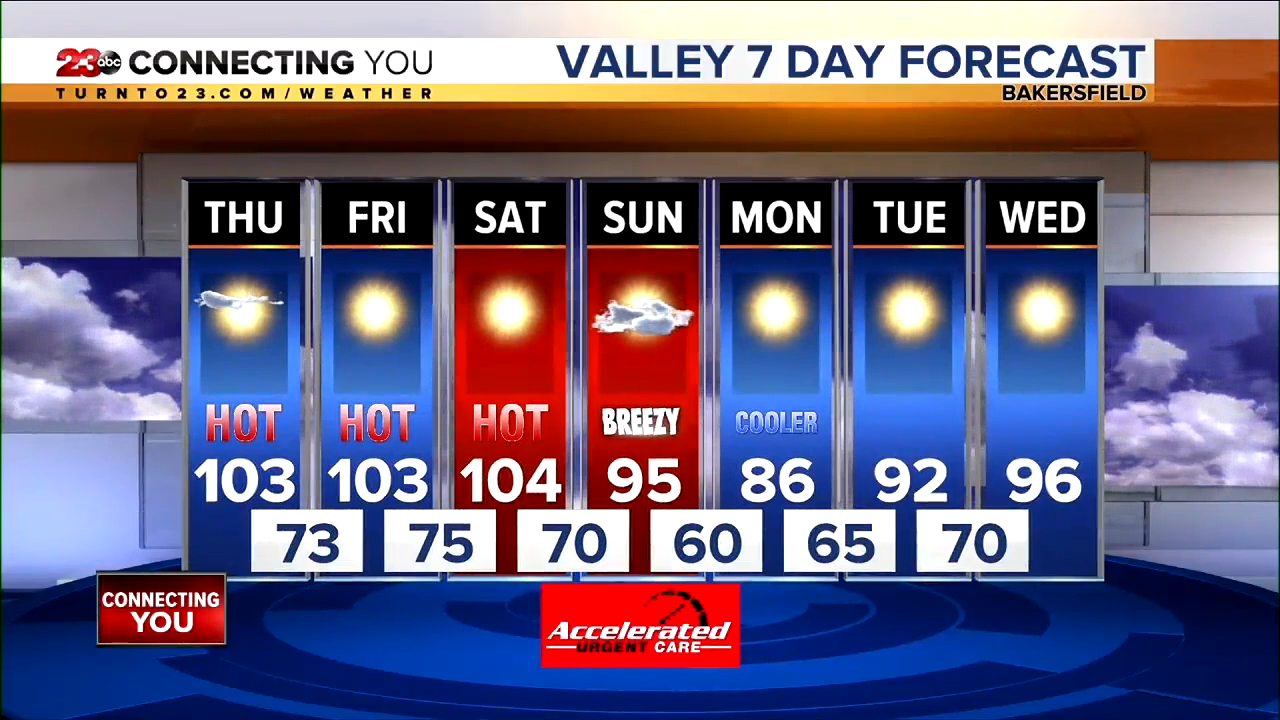 23 abc CONNECTING YOU
TURNTO23.COM/WEATHER
VALLEY 7 DAY FORECAST
BAKERSFIELD
THU FRI SAT SUN MON TUE WED
HOT HOT HOT BREEZY COOLER
103 103 104 95 86 92 96
73 75 70 60 65 70
CONNECTING
YOU
Accelerated
URGENT CARE